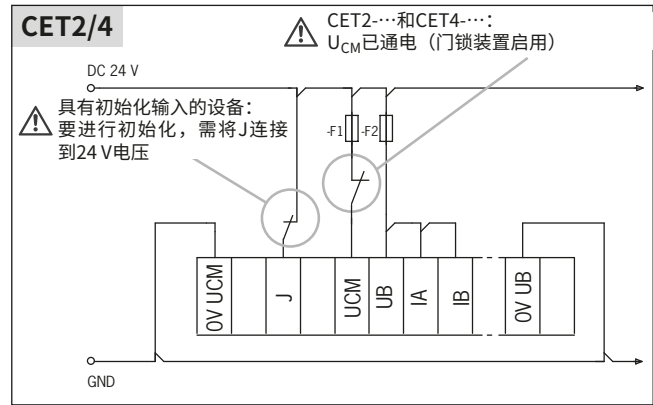 CET2/4
CET2-…和CET4-…：
UCM已通电（门锁装置启用）
DC 24 V
具有初始化输入的设备：
要进行初始化，需将J连接
到24 V电压
-F1
-F2
0V UCM
J
UCM
UB
IA
IB
0V UB
GND